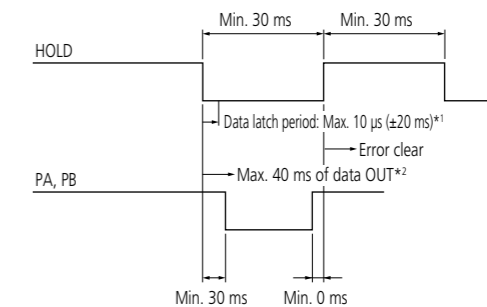 Min. 30 ms Min. 30 ms
HOLD
Data latch period: Max. 10 µs (±20 ms)*1
Error clear
Max. 40 ms of data OUT*2
PA, PB
Min. 30 ms Min. 0 ms